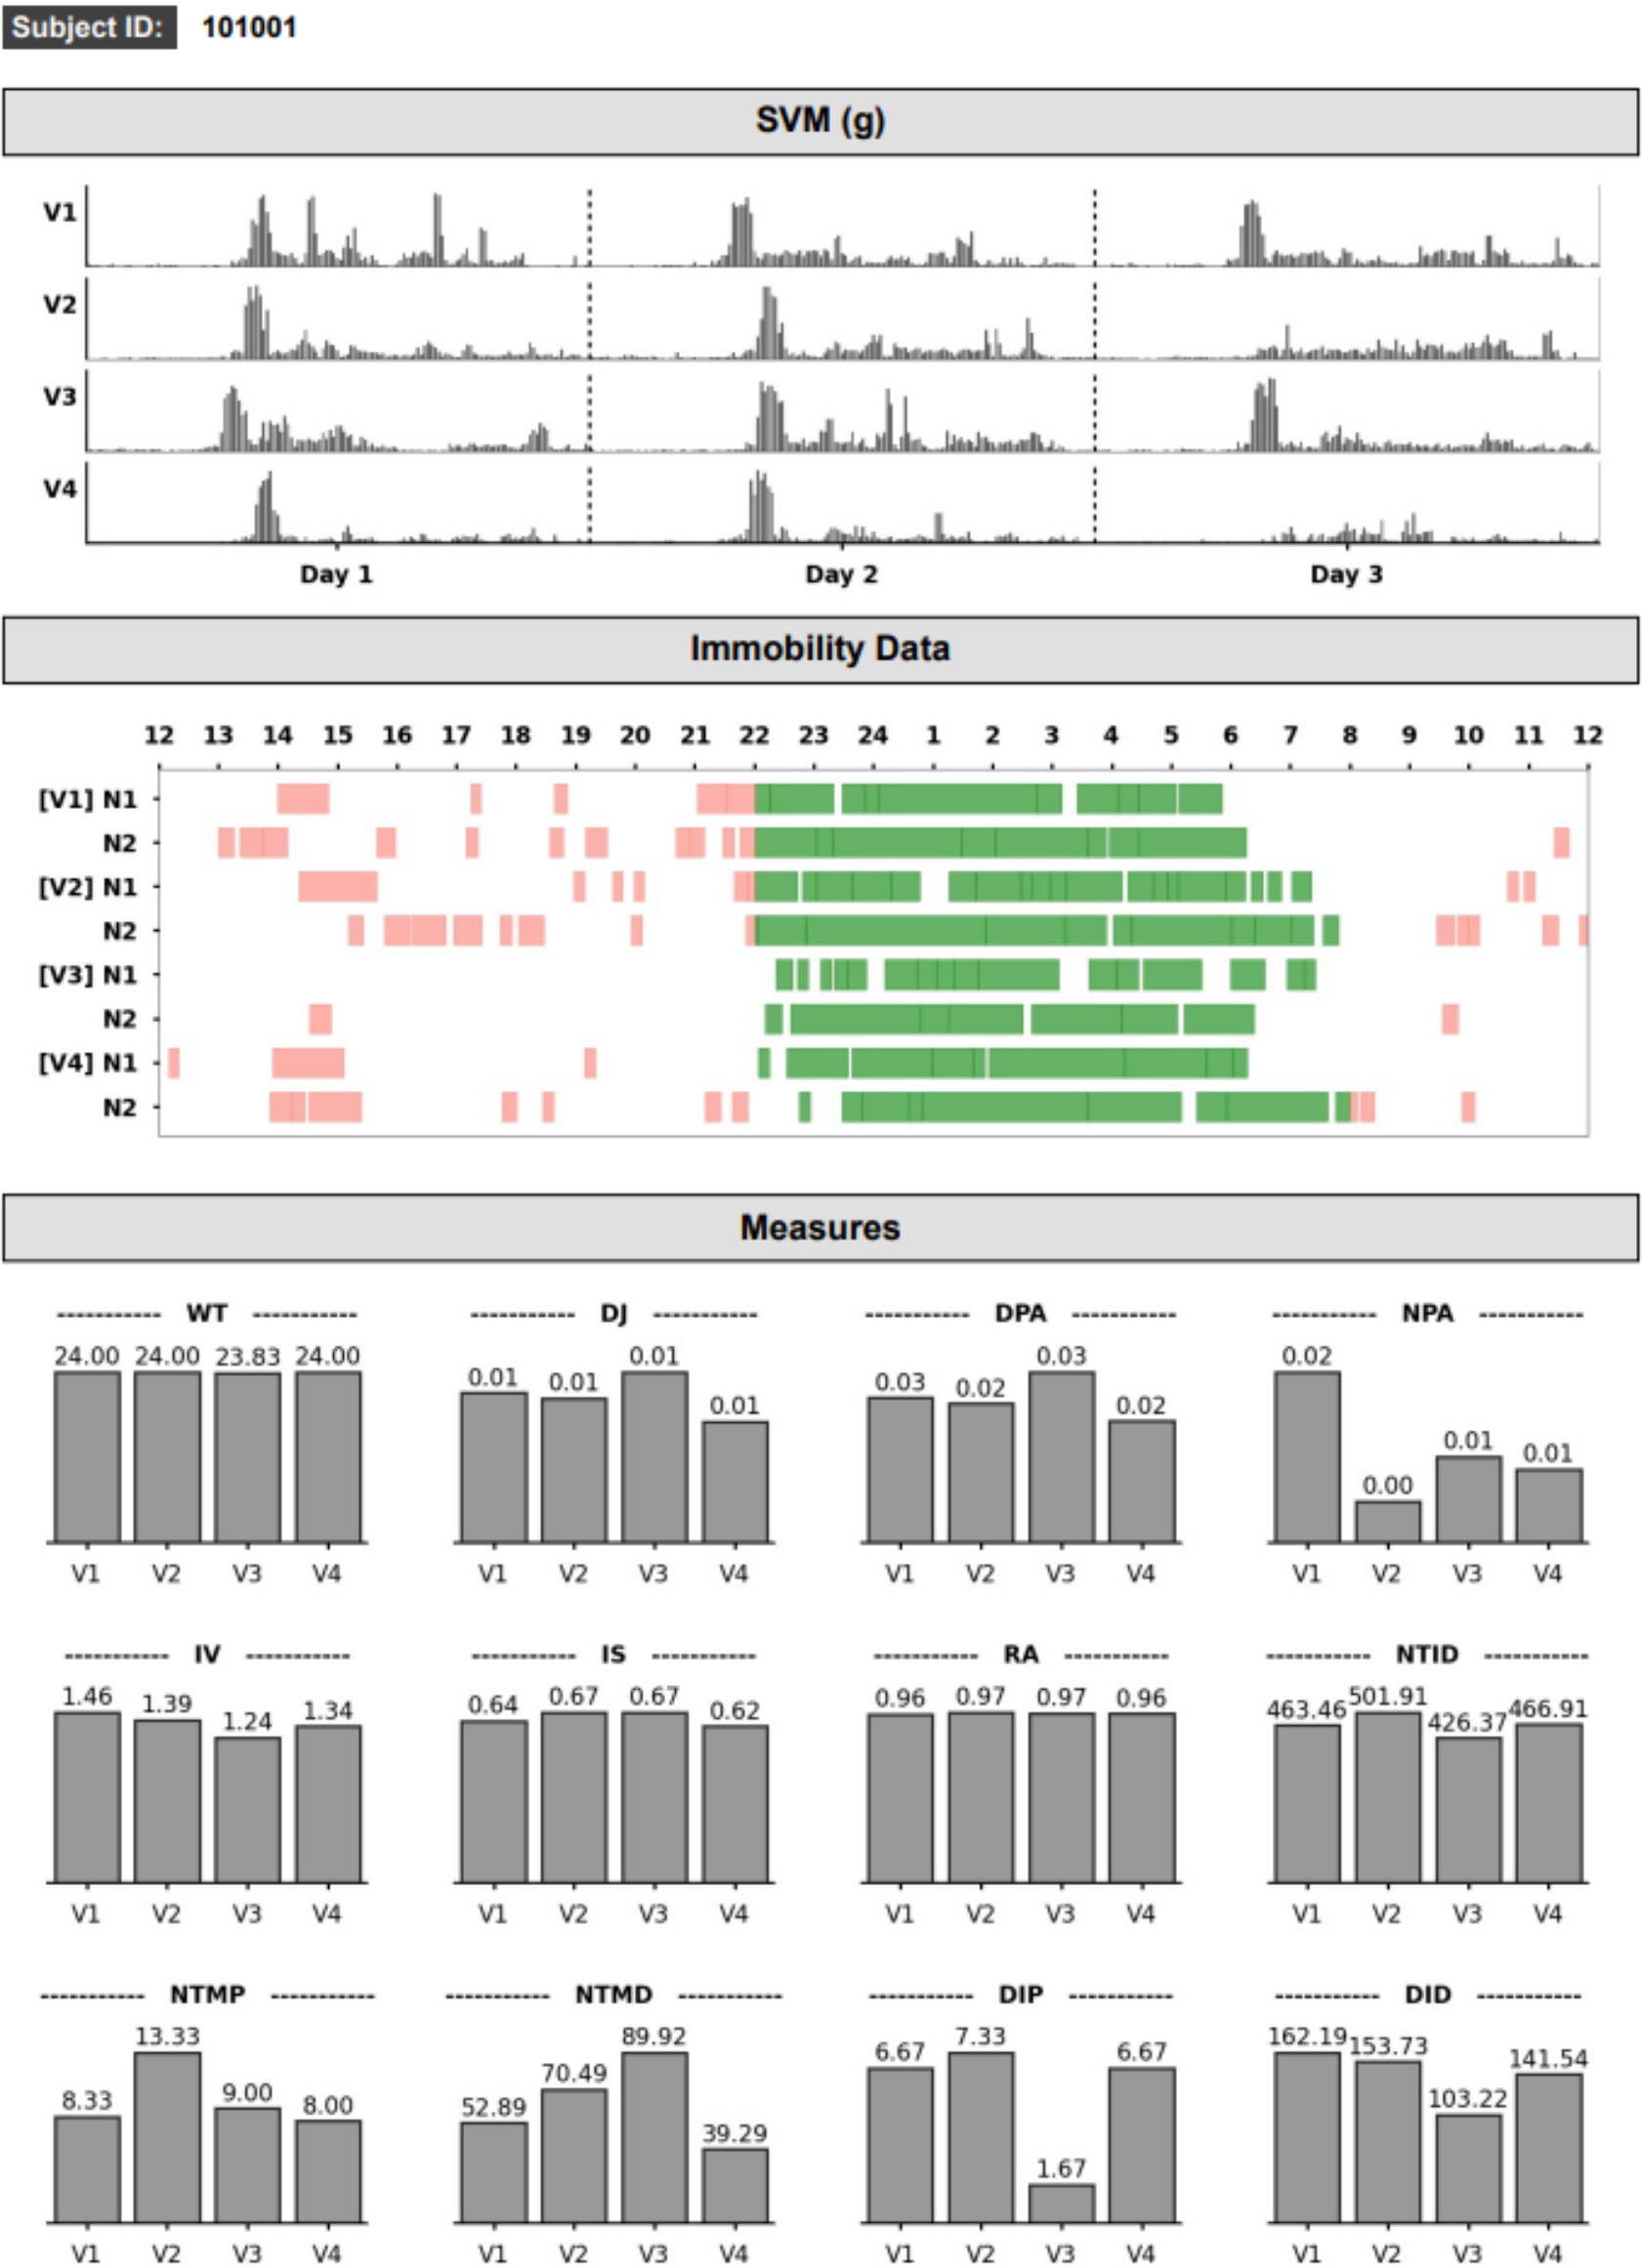 Subject ID: 101001
SVM (g)
V1
V2
V3
V4
Day 1 Day 2 Day 3
Immobility Data
12 13 14 15 16 17 18 19 20 21 22 23 24 1 2 3 4 5 6 7 8 9 10 11 12
[V1] N1
N2
[V2] N1
N2
[V3] N1
N2
[V4] N1
N2
Measures
----------- WT -----------
24.00 24.00 23.83 24.00
V1 V2 V3 V4
----------- DJ -----------
0.01 0.01 0.01 0.01
V1 V2 V3 V4
----------- DPA -----------
0.03 0.02 0.03 0.02
V1 V2 V3 V4
----------- NPA -----------
0.02 0.00 0.01 0.01
V1 V2 V3 V4
----------- IV -----------
1.46 1.39 1.24 1.34
V1 V2 V3 V4
----------- IS -----------
0.64 0.67 0.67 0.62
V1 V2 V3 V4
----------- RA -----------
0.96 0.97 0.97 0.96
V1 V2 V3 V4
----------- NTID -----------
463.46 501.91 426.37 466.91
V1 V2 V3 V4
----------- NTMP -----------
8.33 13.33 9.00 8.00
V1 V2 V3 V4
----------- NTMD -----------
52.89 70.49 89.92 39.29
V1 V2 V3 V4
----------- DIP -----------
6.67 7.33 1.67 6.67
V1 V2 V3 V4
----------- DID -----------
162.19 153.73 103.22 141.54
V1 V2 V3 V4